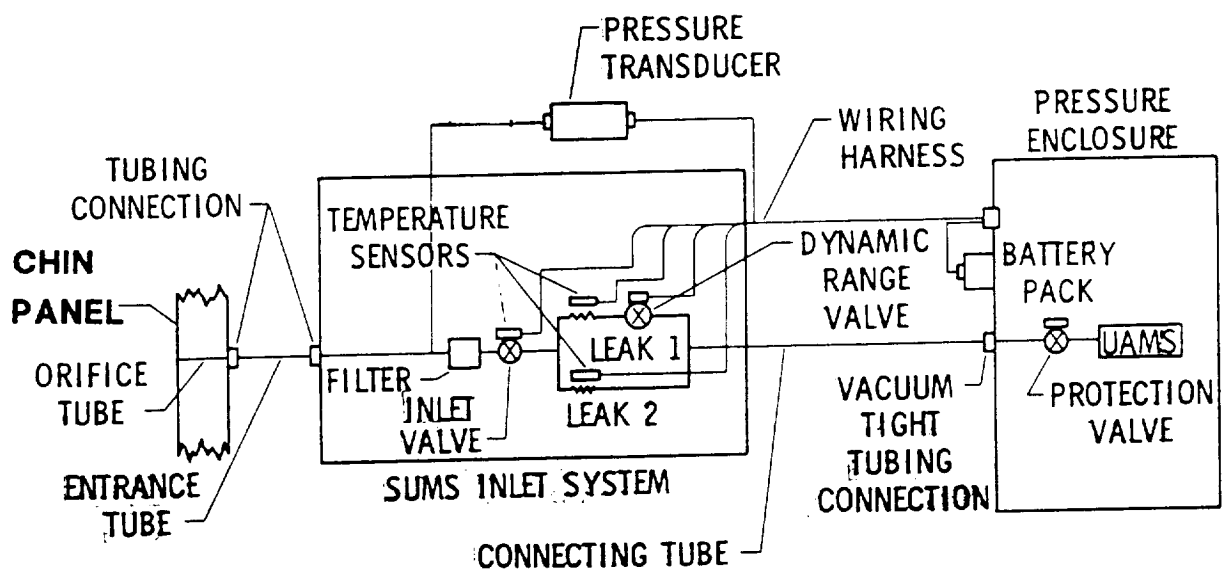 PRESSURE
TRANSDUCER
PRESSURE
ENCLOSURE
WIRING
HARNESS
TUBING
CONNECTION
TEMPERATURE
SENSORS
DYNAMIC
RANGE
VALVE
BATTERY
PACK
CHIN
PANEL
ORIFICE
TUBE
FILTER
INLET
VALVE
LEAK 1
LEAK 2
UAMS
VACUUM
TIGHT
TUBING
CONNECTION
PROTECTION
VALVE
ENTRANCE
TUBE
SUMS INLET SYSTEM
CONNECTING TUBE